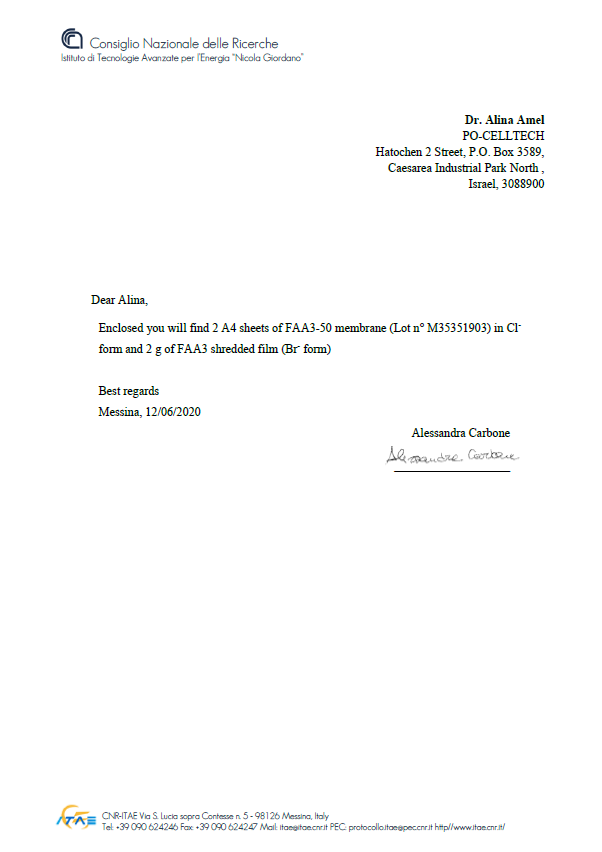 Consiglio Nazionale delle Ricerche
Istituto di Tecnologie Avanzate per l'Energia "Nicola Giordano"
Dr. Alina Amel
PO-CELLTECH
Hatochen 2 Street, P.O. Box 3589,
Caesarea Industrial Park North ,
Israel, 3088900
Dear Alina,
Enclosed you will find 2 A4 sheets of FAA3-50 membrane (Lot n° M35351903) in Cl-
form and 2 g of FAA3 shredded film (Br- form)
Best regards
Messina, 12/06/2020
Alessandra Carbone
Alessandra Carbone
ITAE
CNR-ITAE Via S. Lucia sopra Contesse n. 5 - 98126 Messina, Italy
Tel: +39 090 624246 Fax: +39 090 624247 Mail: itae@itae.cnr.it PEC: protocollo.itae@pec.cnr.it http//www.itae.cnr.it/